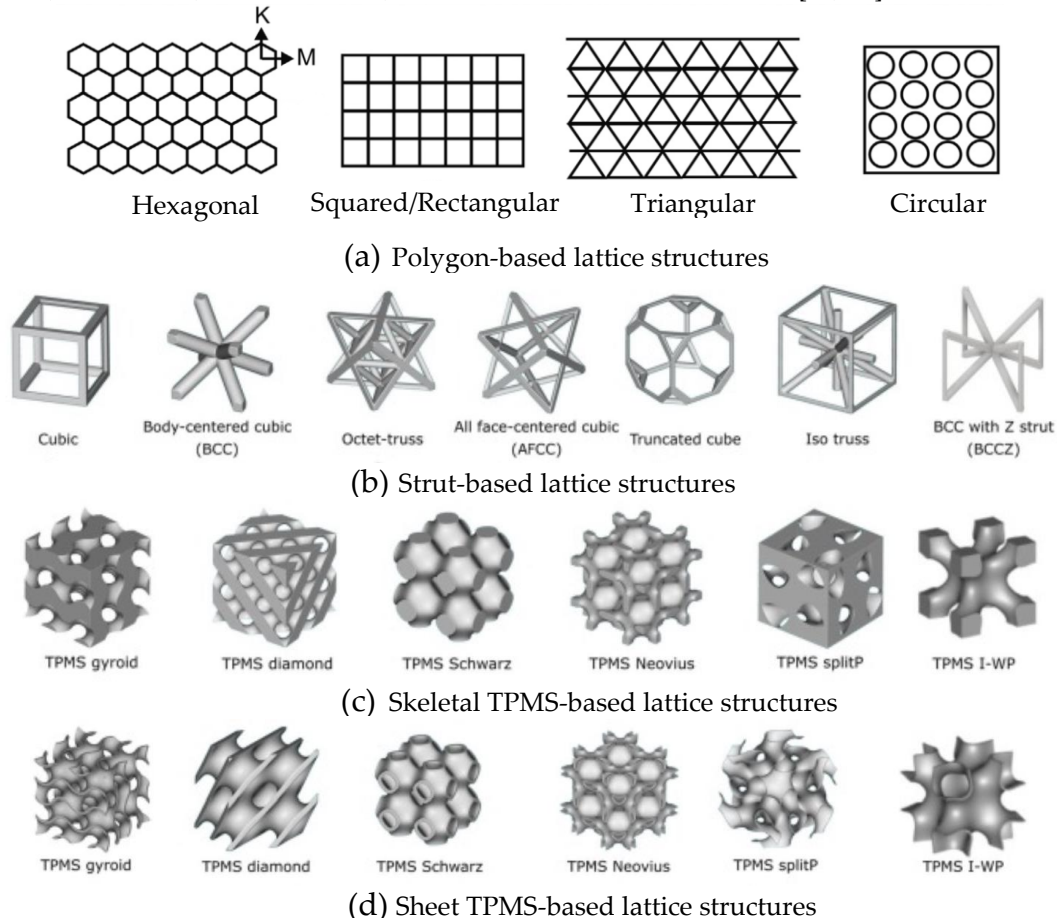 K
M
Hexagonal Squared/Rectangular Triangular Circular
(a) Polygon-based lattice structures
Cubic Body-centered cubic (BCC) Octet-truss All face-centered cubic (AFCC) Truncated cube Iso truss BCC with Z strut (BCCZ)
(b) Strut-based lattice structures
TPMS gyroid TPMS diamond TPMS Schwarz TPMS Neovius TPMS splitP TPMS I-WP
(c) Skeletal TPMS-based lattice structures
TPMS gyroid TPMS diamond TPMS Schwarz TPMS Neovius TPMS splitP TPMS I-WP
(d) Sheet TPMS-based lattice structures